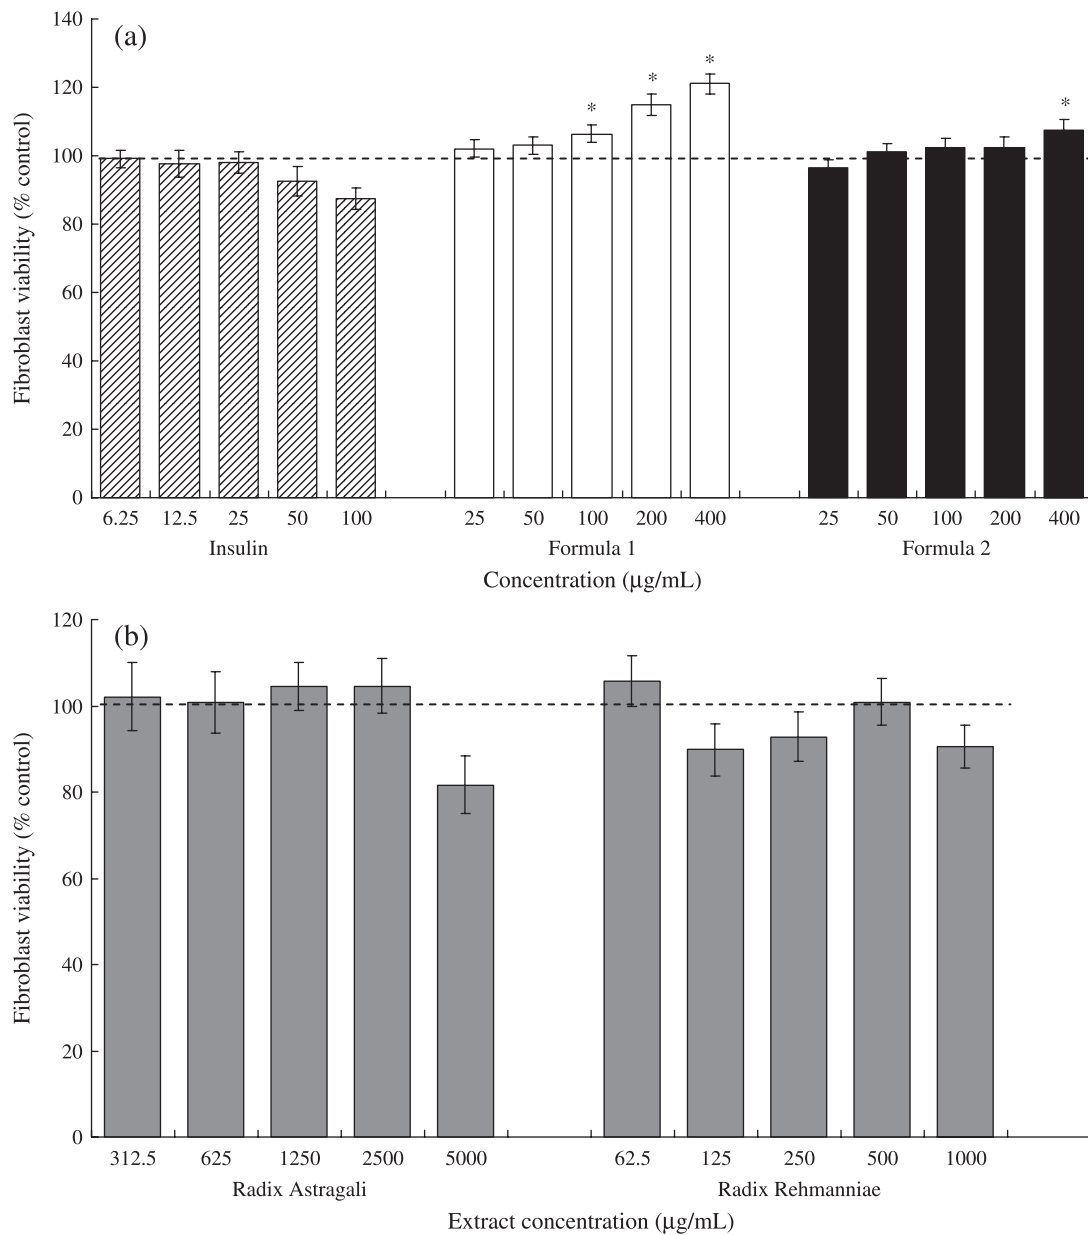 (a)
Fibroblast viability (% control)
140
120
100
80
60
40
20
0
* * * *
6.25 12.5 25 50 100 25 50 100 200 400 25 50 100 200 400
Insulin Formula 1 Formula 2
Concentration (µg/mL)
(b)
Fibroblast viability (% control)
120
100
80
60
40
20
0
312.5 625 1250 2500 5000 62.5 125 250 500 1000
Radix Astragali Radix Rehmanniae
Extract concentration (µg/mL)